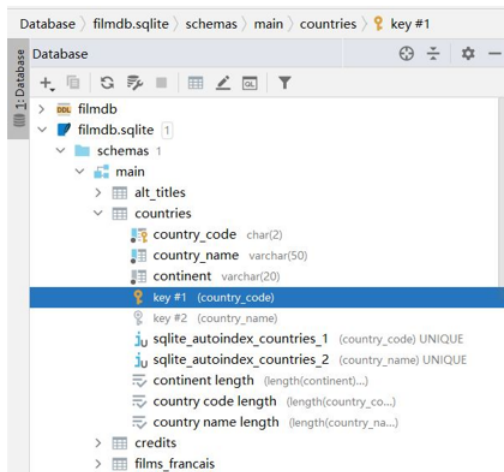 Database 〉 filmdb.sqlite 〉 schemas 〉 main 〉 countries 〉 key #1
1: Database
Database
DDL filmdb
filmdb.sqlite 1
schemas 1
main
alt_titles
countries
country_code char(2)
country_name varchar(50)
continent varchar(20)
key #1 (country_code)
key #2 (country_name)
sqlite_autoindex_countries_1 (country_code) UNIQUE
sqlite_autoindex_countries_2 (country_name) UNIQUE
continent length (length(continent)...)
country code length (length(country_co...)
country name length (length(country_na...)
credits
films_francais